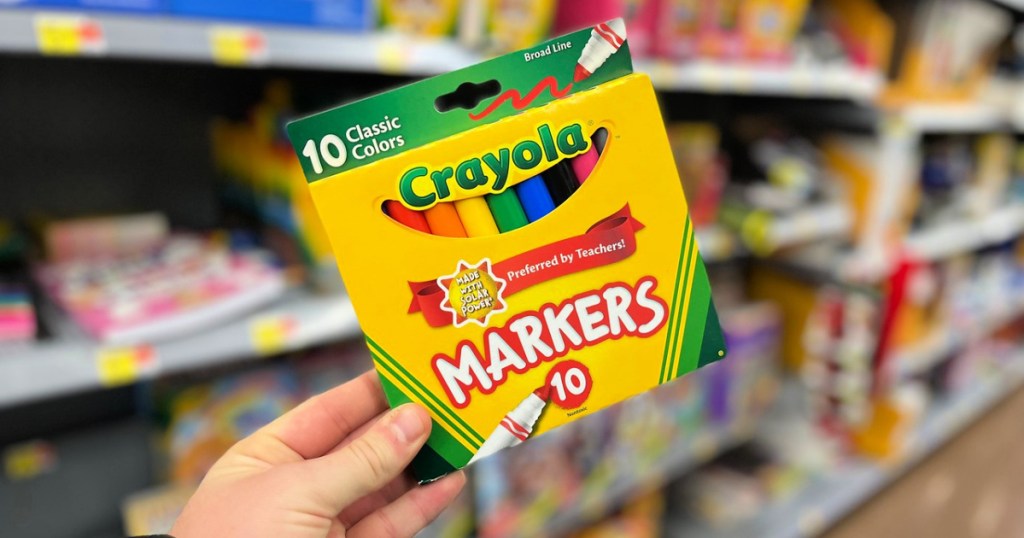 Broad Line
10 Classic
Colors
Crayola
Preferred by Teachers!
MADE
WITH
SOLAR
POWER
MARKERS
10